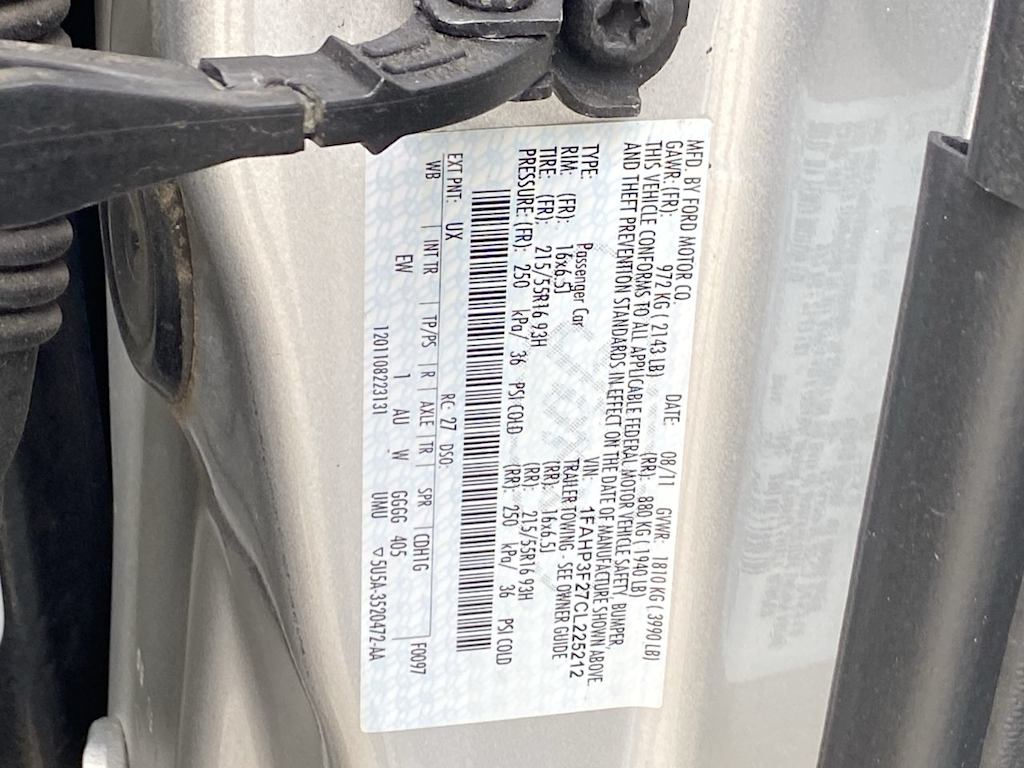 MFD. BY FORD MOTOR CO. DATE: 08/11 GVWR: 1810 KG ( 3990 LB)
GAWR: (FR): 972 KG ( 2143 LB) (RR): 880 KG ( 1940 LB)
THIS VEHICLE CONFORMS TO ALL APPLICABLE FEDERAL MOTOR VEHICLE SAFETY, BUMPER,
AND THEFT PREVENTION STANDARDS IN EFFECT ON THE DATE OF MANUFACTURE SHOWN ABOVE.
VIN: 1FAHP3F27CL225212
TYPE: Passenger Car TRAILER TOWING - SEE OWNER GUIDE
RIM: (FR): 16x6.5J (RR): 16x6.5J
TIRE: (FR): 215/55R16 93H (RR): 215/55R16 93H
PRESSURE: (FR): 250 kPa/ 36 PSI COLD (RR): 250 kPa/ 36 PSI COLD
EXT PNT: UX RC: 27 DSO: F0097
WB INT TR TP/PS R AXLE TR SPR CDHTG
EW 1 AU W GGGG 405
120110822313 1 UMU ▽5U5A-3520472-AA